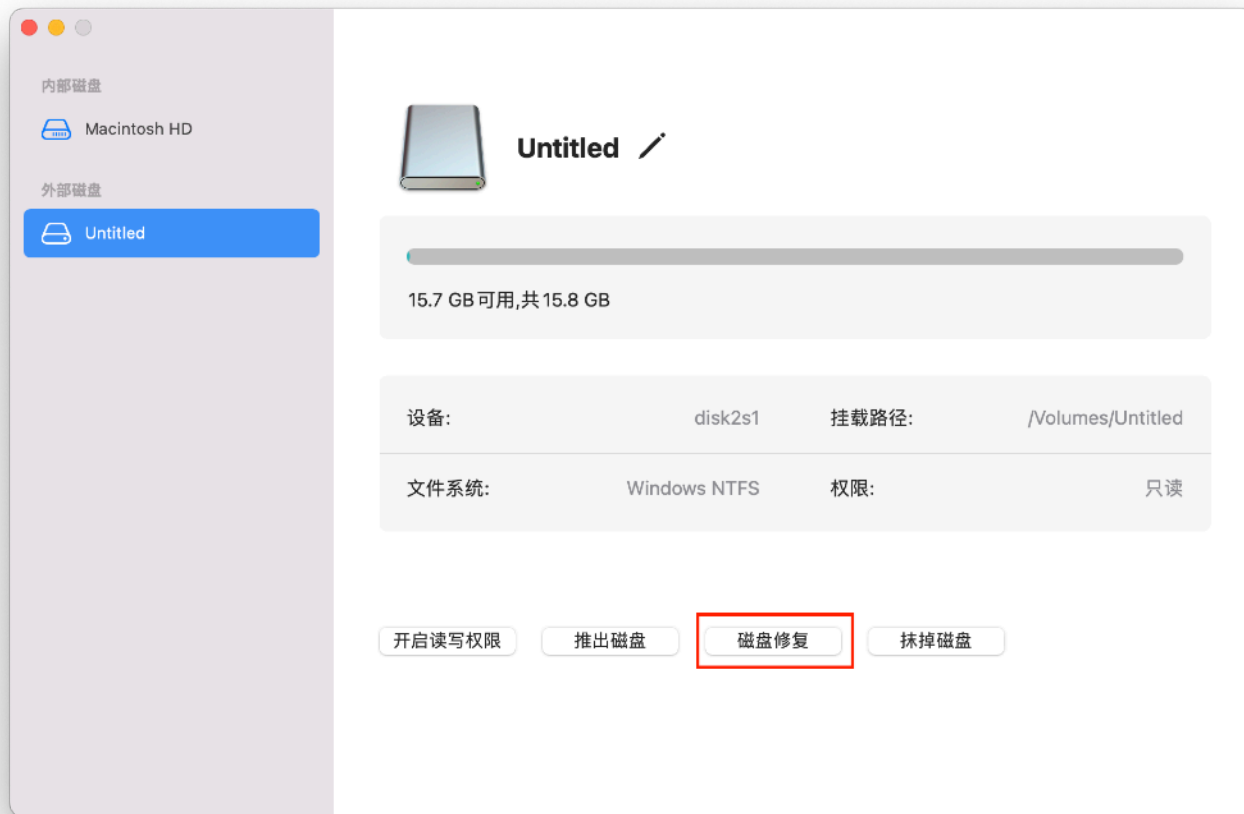 内部磁盘
Macintosh HD
外部磁盘
Untitled
Untitled
15.7 GB可用,共15.8 GB
设备: disk2s1 挂载路径: /Volumes/Untitled
文件系统: Windows NTFS 权限: 只读
开启读写权限 推出磁盘 磁盘修复 抹掉磁盘